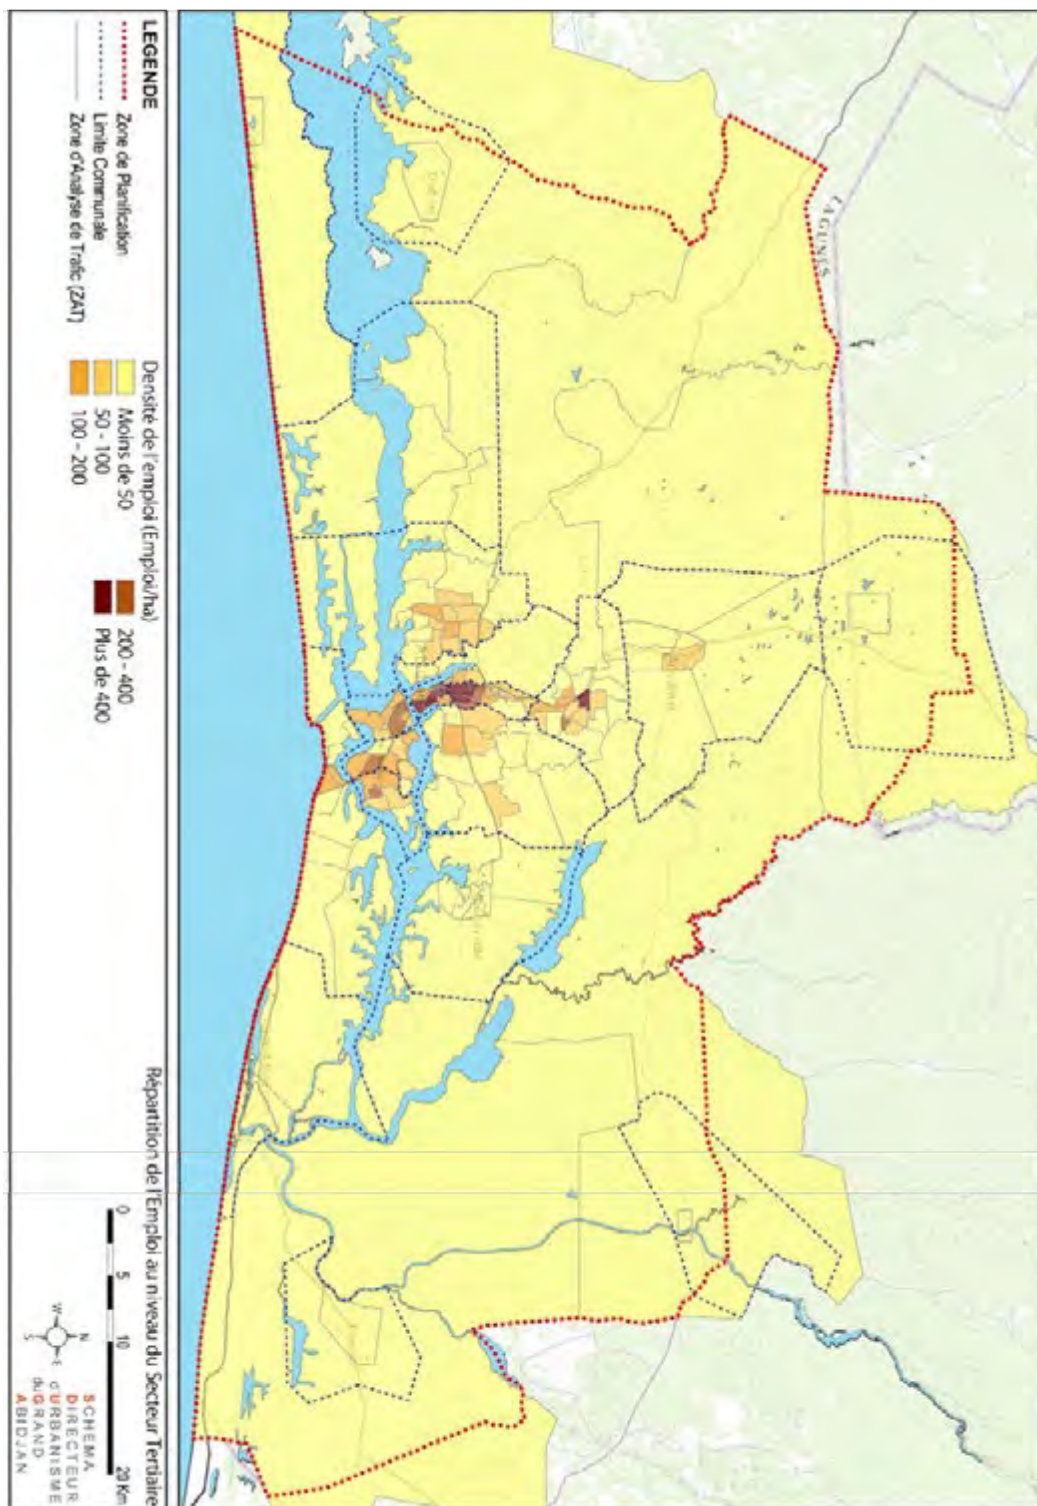 LAGUNES
Répartition de l'Emploi au niveau du Secteur Tertiaire
LEGENDE
Zone de Planification
Limite Communale
Zone d'Analyse de Trafic (ZAT)
Densité de l'emploi (Emploi/ha)
Moins de 50
50 - 100
100 - 200
200 - 400
Plus de 400
0 5 10 20 Km
N
W E
S
SCHEMA
DIRECTEUR
d'URBANISME
du GRAND
ABIDJAN